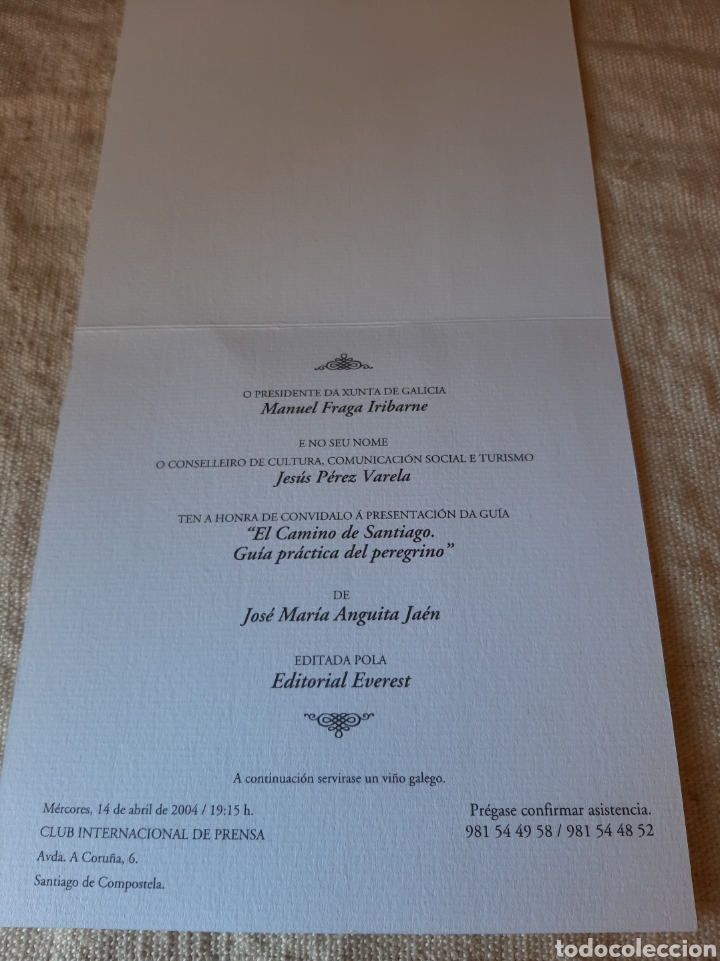 O PRESIDENTE DA XUNTA DE GALICIA
Manuel Fraga Iribarne
E NO SEU NOME
O CONSELLEIRO DE CULTURA, COMUNICACIÓN SOCIAL E TURISMO
Jesús Pérez Varela
TEN A HONRA DE CONVIDALO Á PRESENTACIÓN DA GUÍA
“El Camino de Santiago.
Guía práctica del peregrino”
DE
José María Anguita Jaén
EDITADA POLA
Editorial Everest
A continuación servirase un viño galego.
Mércores, 14 de abril de 2004 / 19:15 h.
CLUB INTERNACIONAL DE PRENSA
Avda. A Coruña, 6.
Santiago de Compostela.
Prégase confirmar asistencia.
981 54 49 58 / 981 54 48 52
todocoleccion